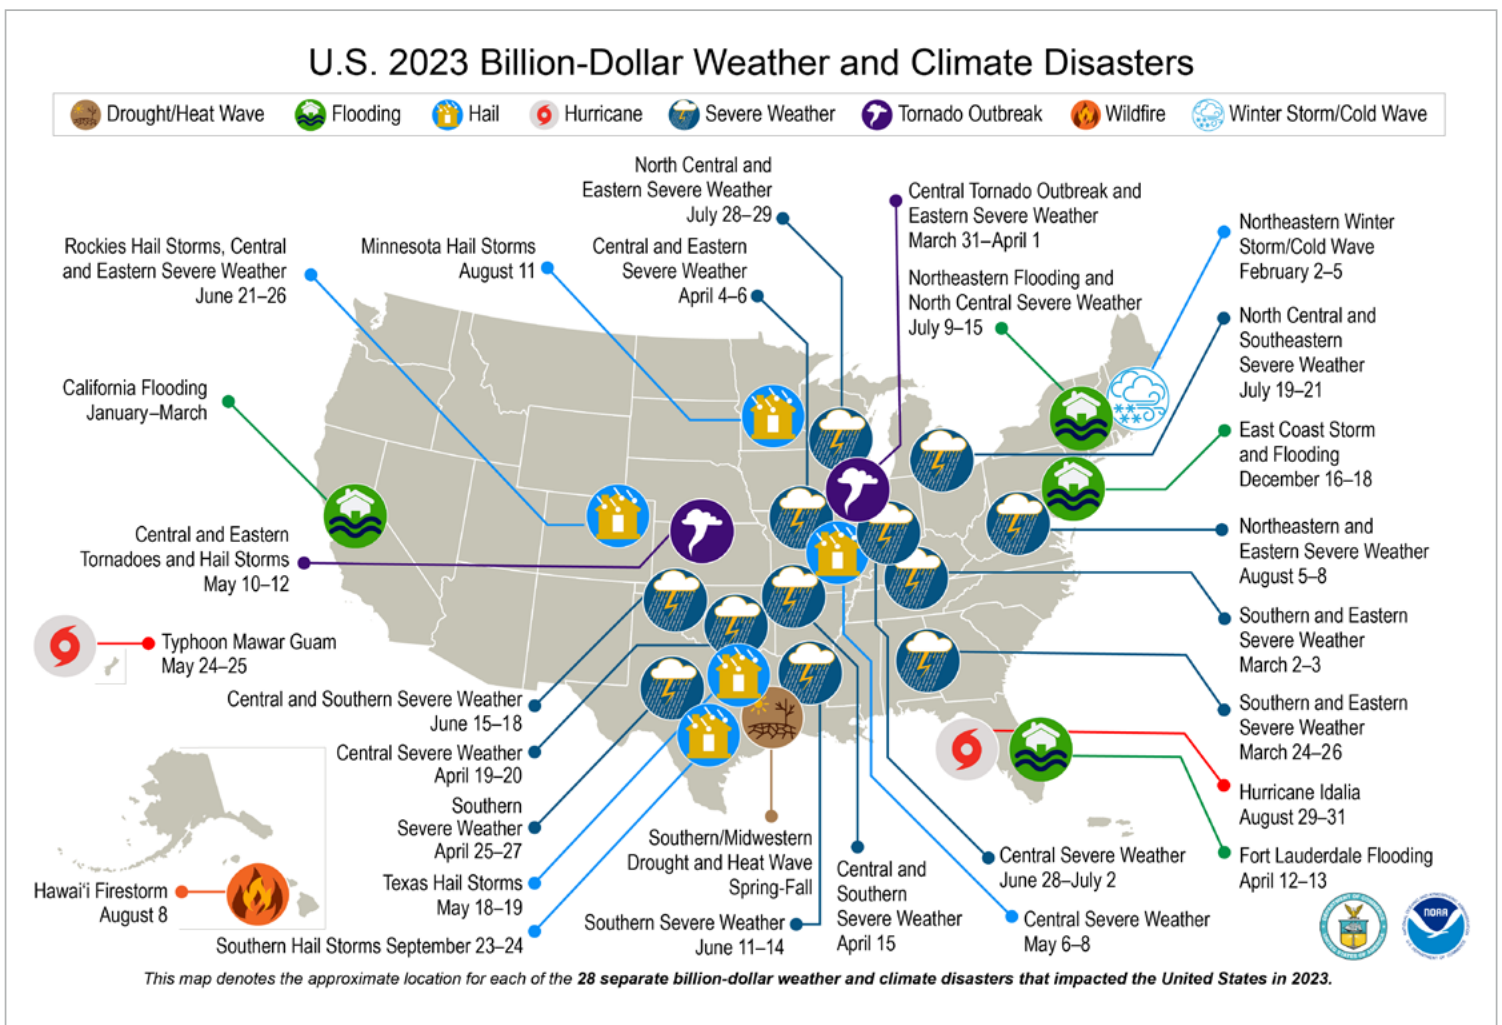 U.S. 2023 Billion-Dollar Weather and Climate Disasters
Drought/Heat Wave
Flooding
Hail
Hurricane
Severe Weather
Tornado Outbreak
Wildfire
Winter Storm/Cold Wave
North Central and
Eastern Severe Weather
July 28–29
Central Tornado Outbreak and
Eastern Severe Weather
March 31–April 1
Northeastern Winter
Storm/Cold Wave
February 2–5
Rockies Hail Storms, Central
and Eastern Severe Weather
June 21–26
Minnesota Hail Storms
August 11
Central and Eastern
Severe Weather
April 4–6
Northeastern Flooding and
North Central Severe Weather
July 9–15
North Central and
Southeastern
Severe Weather
July 19–21
California Flooding
January–March
East Coast Storm
and Flooding
December 16–18
Central and Eastern
Tornadoes and Hail Storms
May 10–12
Northeastern and
Eastern Severe Weather
August 5–8
Southern and Eastern
Severe Weather
March 2–3
Typhoon Mawar Guam
May 24–25
Central and Southern Severe Weather
June 15–18
Southern and Eastern
Severe Weather
March 24–26
Central Severe Weather
April 19–20
Southern
Severe Weather
April 25–27
Hurricane Idalia
August 29–31
Texas Hail Storms
May 18–19
Southern/Midwestern
Drought and Heat Wave
Spring-Fall
Central and
Southern
Severe Weather
April 15
Central Severe Weather
June 28–July 2
Fort Lauderdale Flooding
April 12–13
Hawai‘i Firestorm
August 8
Southern Hail Storms September 23–24
Southern Severe Weather
June 11–14
Central Severe Weather
May 6–8
NOAA
This map denotes the approximate location for each of the 28 separate billion-dollar weather and climate disasters that impacted the United States in 2023.